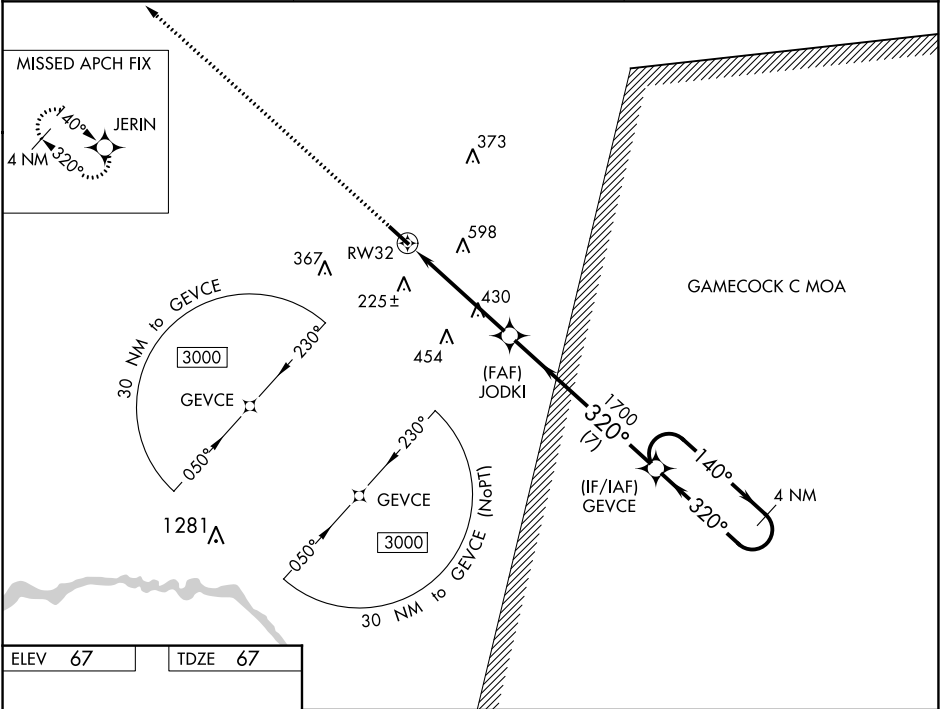 MISSED APCH FIX
140°
JERIN
4 NM
320°
373
598
RW32
367
225±
430
454
(FAF)
JODKI
GAMECOCK C MOA
30 NM to GEVCE
3000
230°
GEVCE
050°
230°
GEVCE
3000
050°
30 NM to GEVCE (NoPT)
1281
1700
320°
(7)
(IF/IAF)
GEVCE
140°
320°
4 NM
ELEV 67
TDZE 67